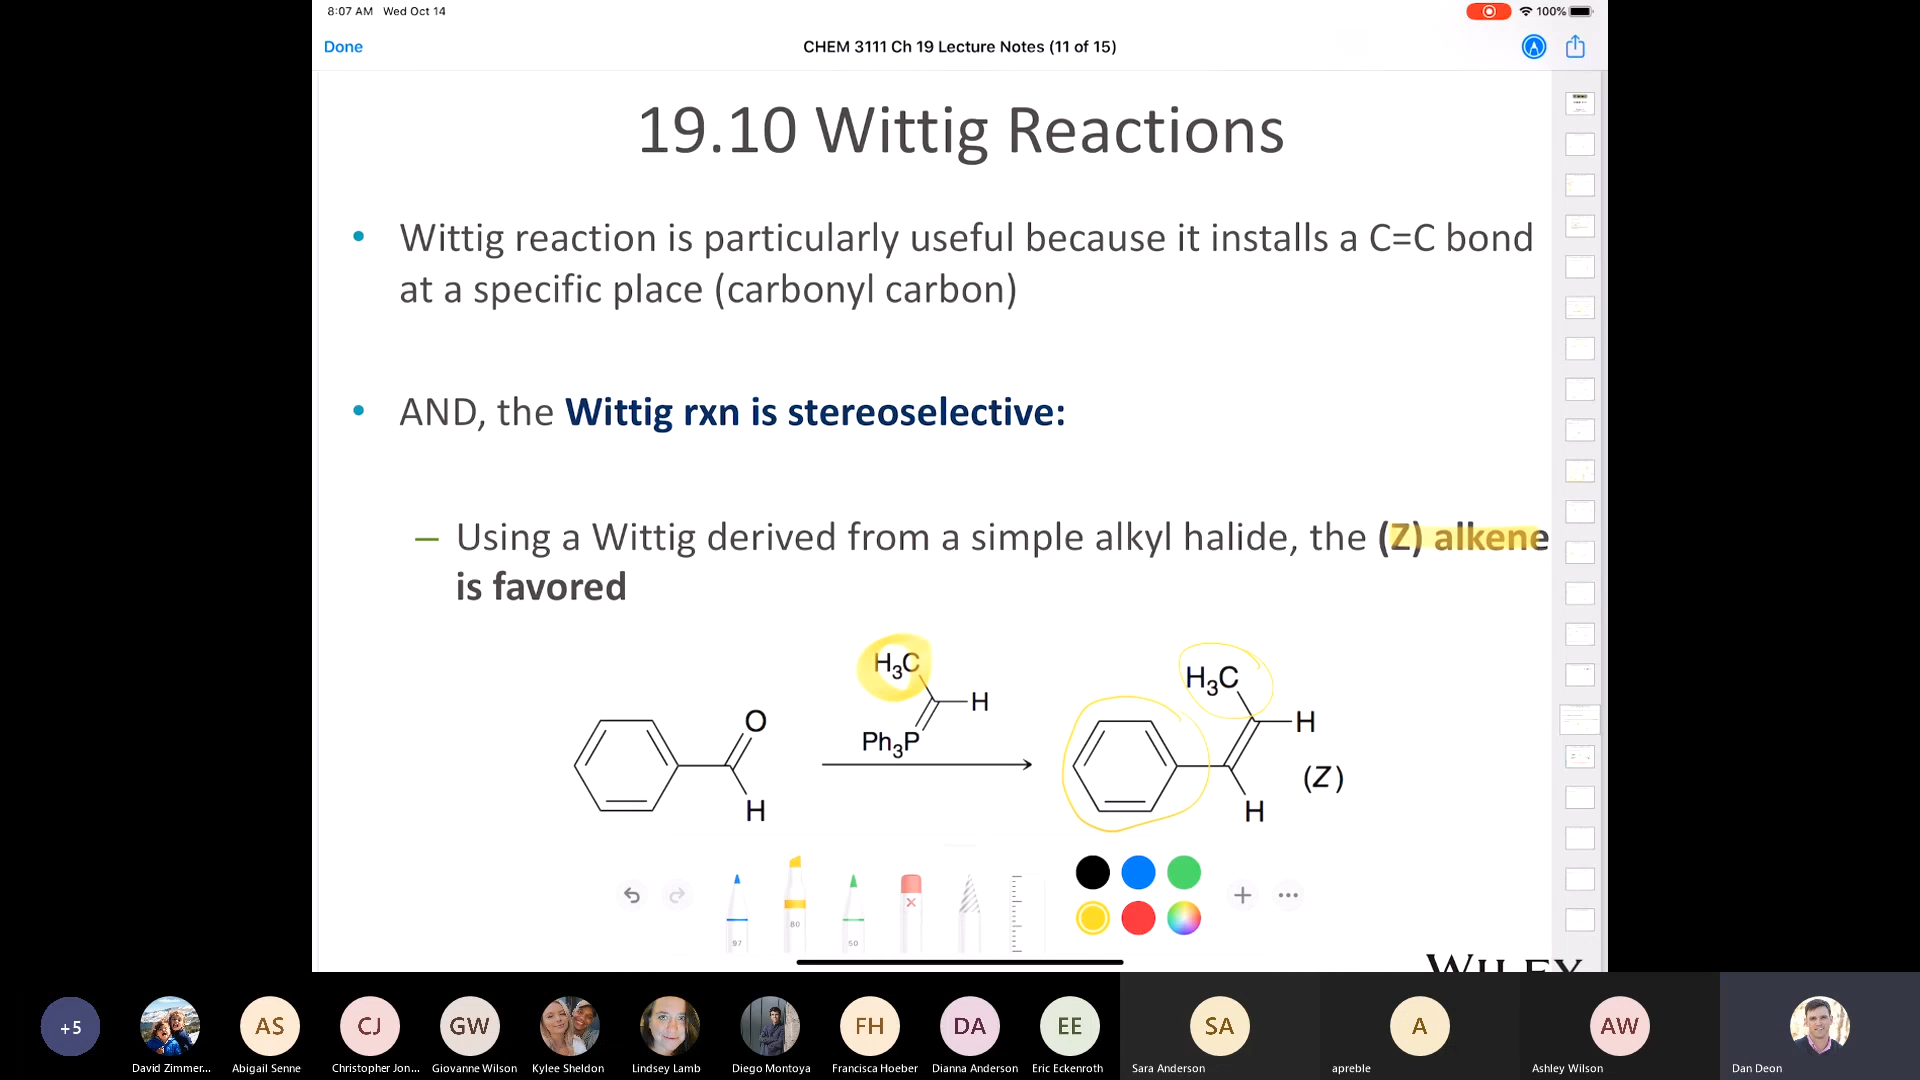 8:07 AM Wed Oct 14
100%
Done
CHEM 3111 Ch 19 Lecture Notes (11 of 15)
19.10 Wittig Reactions
• Wittig reaction is particularly useful because it installs a C=C bond
at a specific place (carbonyl carbon)
• AND, the Wittig rxn is stereoselective:
– Using a Wittig derived from a simple alkyl halide, the (Z) alkene
is favored
H3C
H
Ph3P
O
H
H3C
H
(Z)
H
97
80
50
WILEY
+5
AS
CJ
GW
FH
DA
EE
SA
A
AW
David Zimmer...
Abigail Senne
Christopher Jon...
Giovanne Wilson
Kylee Sheldon
Lindsey Lamb
Diego Montoya
Francisca Hoeber
Dianna Anderson
Eric Eckenroth
Sara Anderson
apreble
Ashley Wilson
Dan Deon